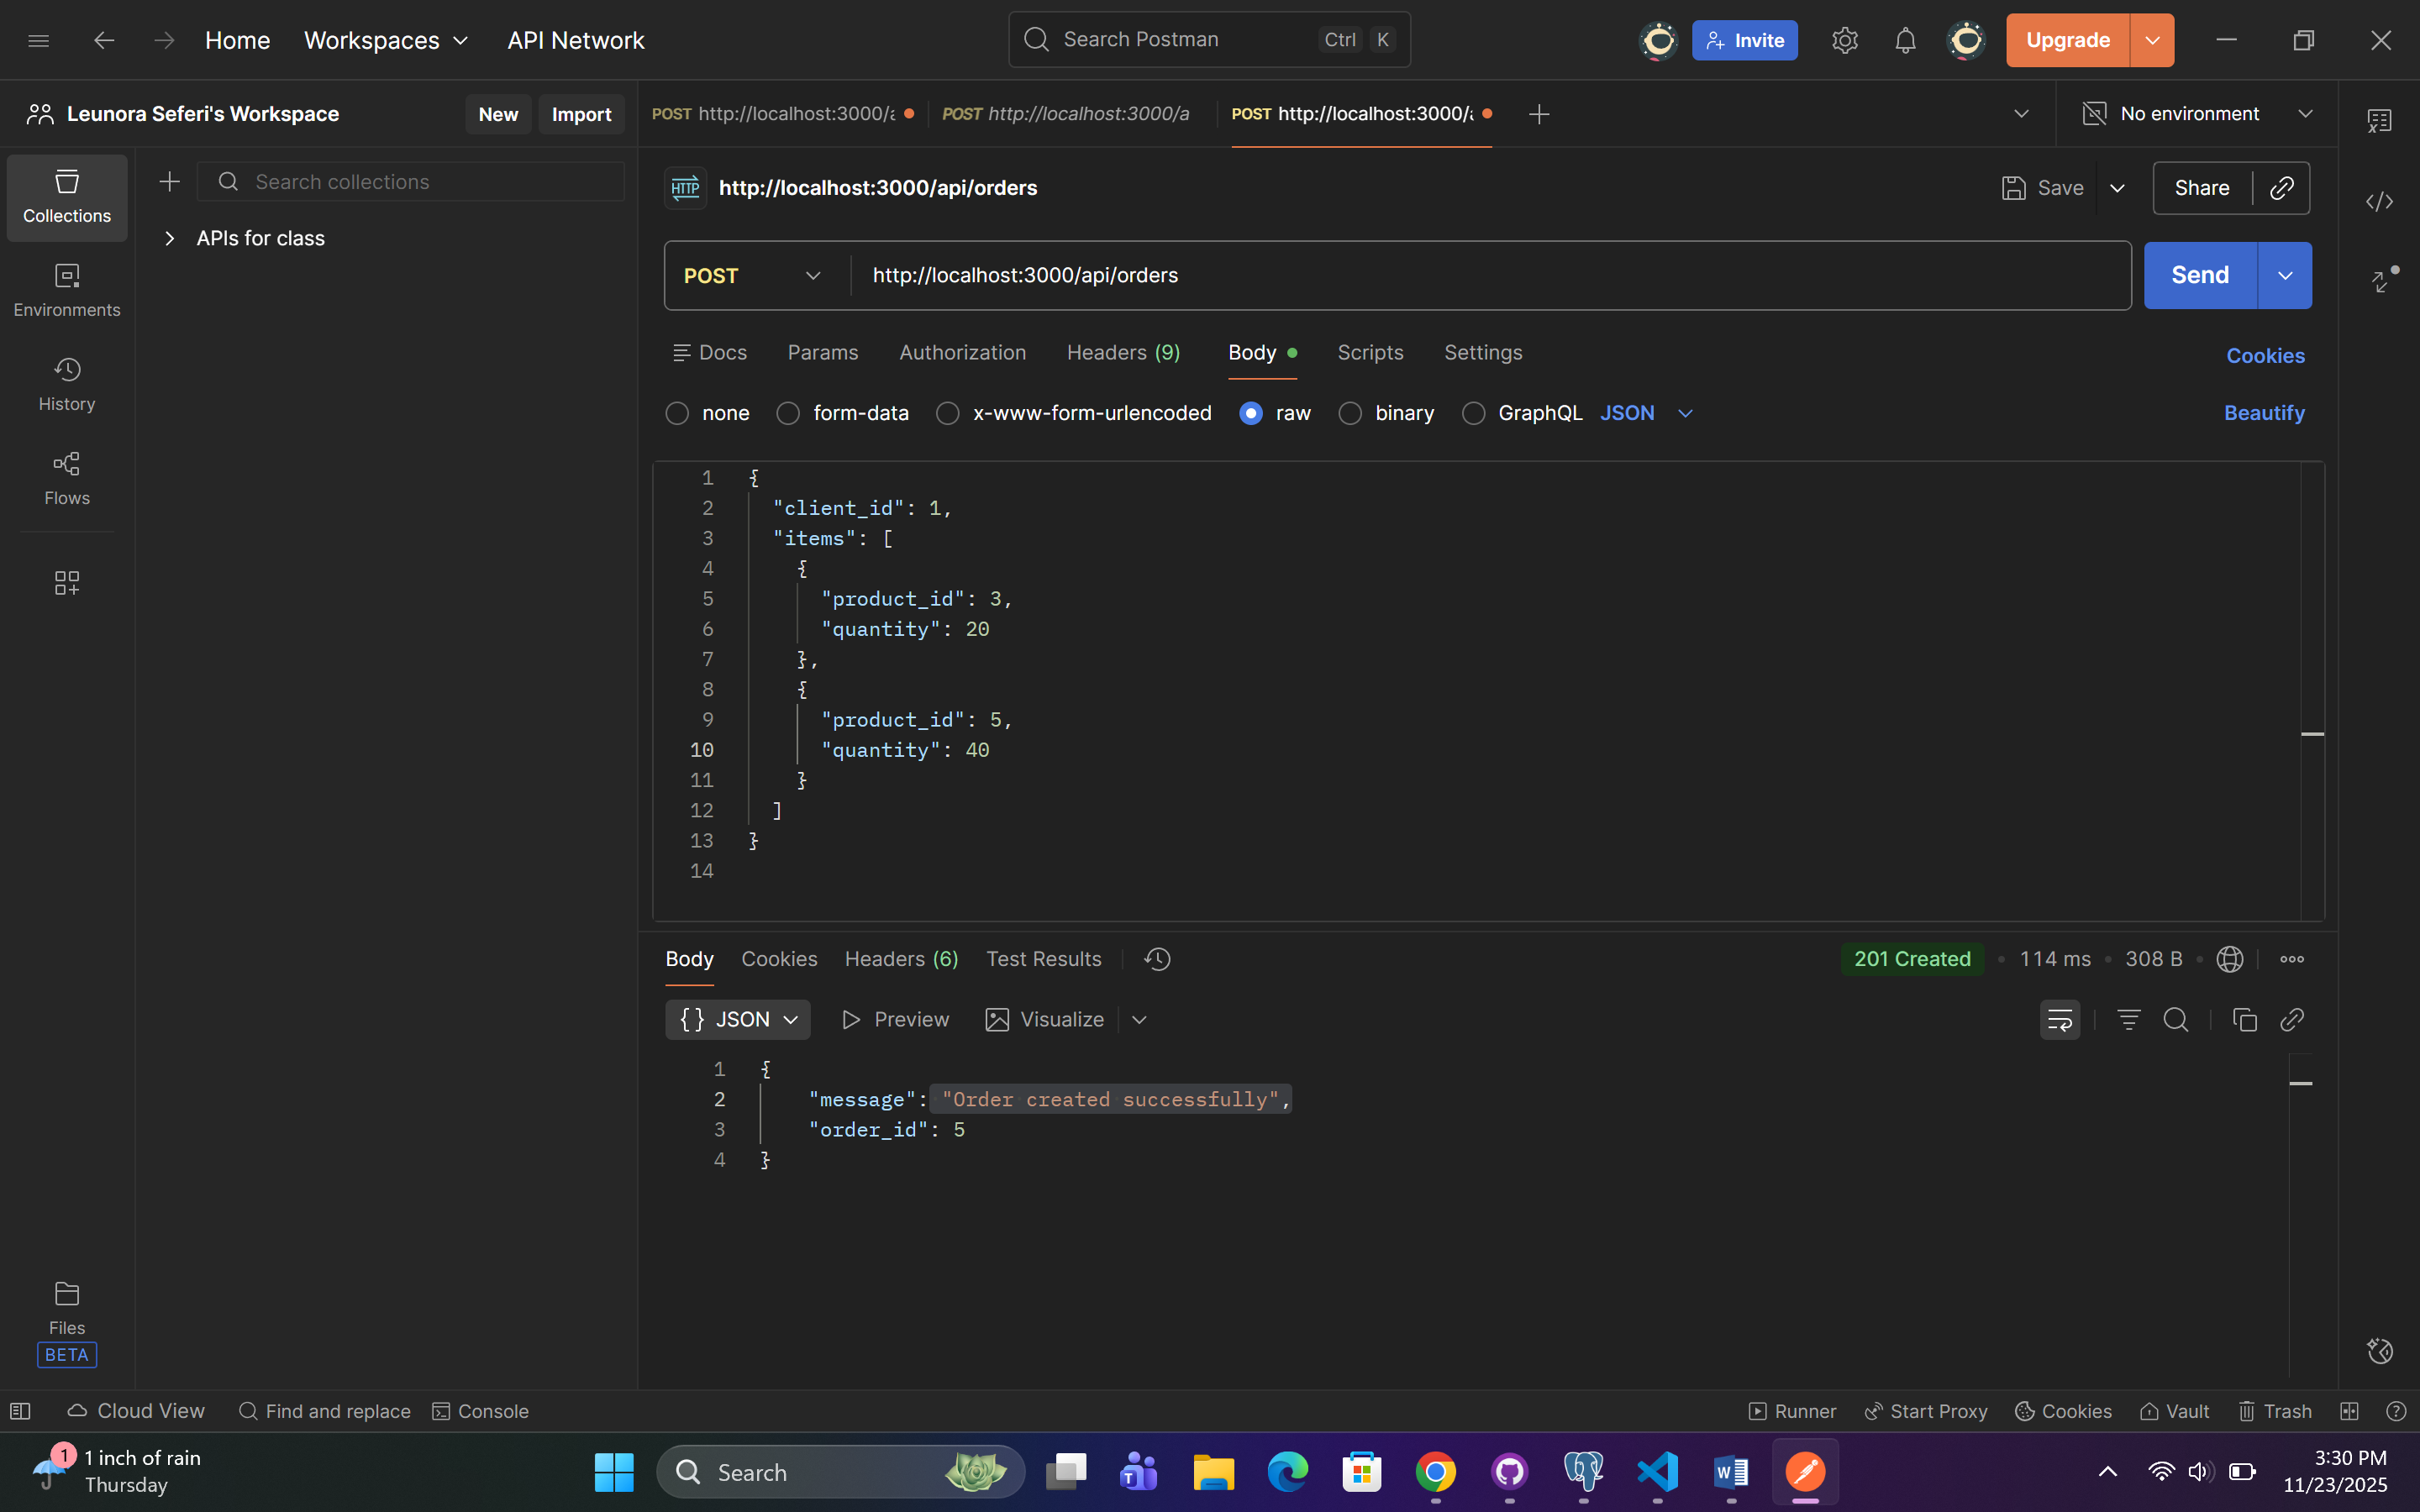 Home Workspaces API Network Search Postman Ctrl K Invite Upgrade
Leunora Seferi's Workspace New Import POST http://localhost:3000/a POST http://localhost:3000/a POST http://localhost:3000/a No environment
Collections
Search collections
APIs for class
Environments
History
Flows
Files
BETA
HTTP http://localhost:3000/api/orders Save Share
POST http://localhost:3000/api/orders Send
Docs Params Authorization Headers (9) Body Scripts Settings Cookies
none form-data x-www-form-urlencoded raw binary GraphQL JSON Beautify
1 {
2 "client_id": 1,
3 "items": [
4 {
5 "product_id": 3,
6 "quantity": 20
7 },
8 {
9 "product_id": 5,
10 "quantity": 40
11 }
12 ]
13 }
14
Body Cookies Headers (6) Test Results 201 Created 114 ms 308 B
{} JSON Preview Visualize
1 {
2 "message": "Order created successfully",
3 "order_id": 5
4 }
Cloud View Find and replace Console Runner Start Proxy Cookies Vault Trash
1 1 inch of rain
Thursday
Search
3:30 PM
11/23/2025